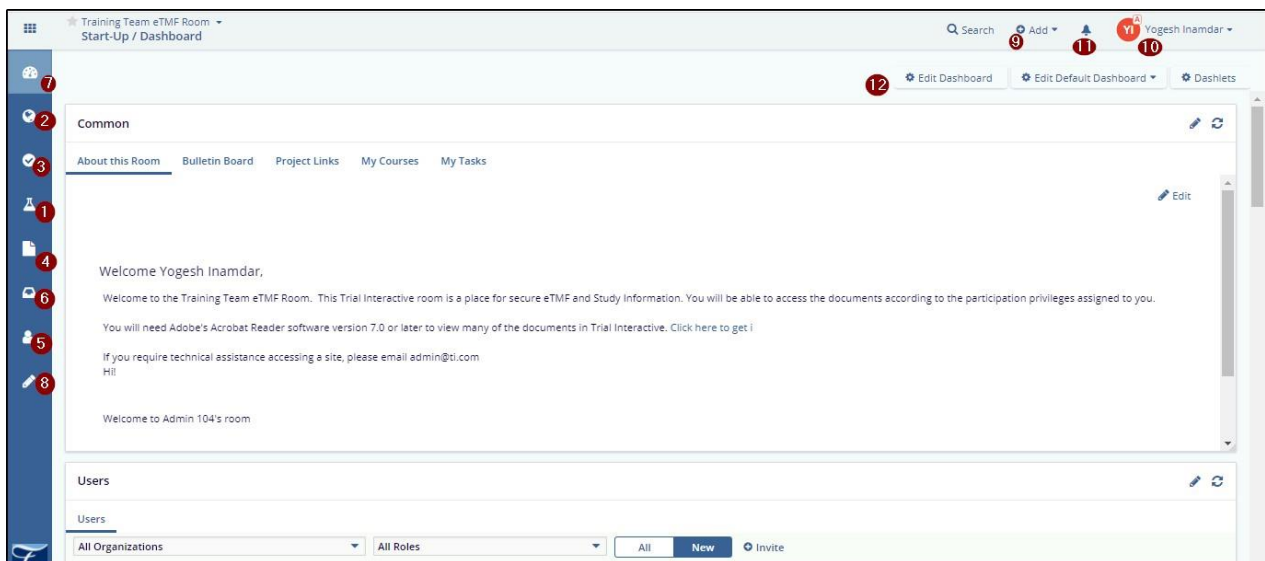 Training Team eTMF Room
Start-Up / Dashboard
Search
9
Add
11
A
YI
Yogesh Inamdar
10
7
2
3
1
4
6
5
8
12
Edit Dashboard
Edit Default Dashboard
Dashlets
Common
About this Room Bulletin Board Project Links My Courses My Tasks
Edit
Welcome Yogesh Inamdar,
Welcome to the Training Team eTMF Room. This Trial Interactive room is a place for secure eTMF and Study Information. You will be able to access the documents according to the participation privileges assigned to you.
You will need Adobe's Acrobat Reader software version 7.0 or later to view many of the documents in Trial Interactive. Click here to get i
If you require technical assistance accessing a site, please email admin@ti.com
Hi!
Welcome to Admin 104's room
Users
Users
All Organizations All Roles All New Invite